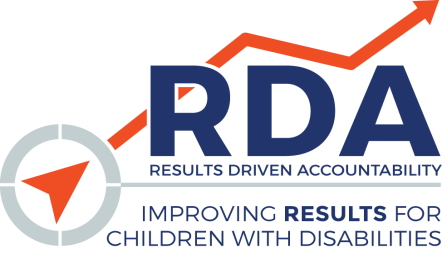 RDA
RESULTS DRIVEN ACCOUNTABILITY
IMPROVING RESULTS FOR
CHILDREN WITH DISABILITIES